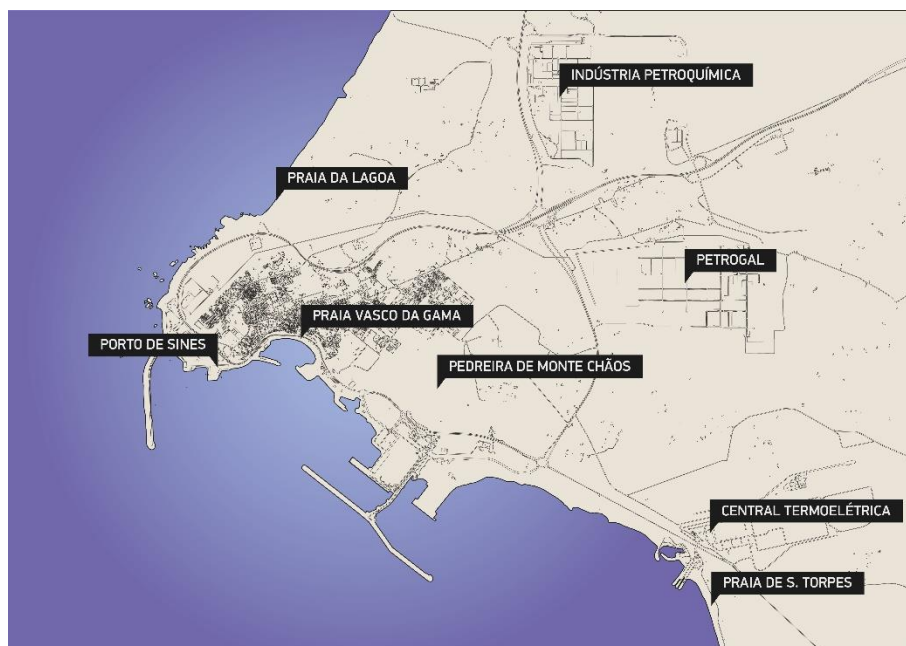 INDÚSTRIA PETROQUÍMICA
PRAIA DA LAGOA
PETROGAL
PRAIA VASCO DA GAMA
PORTO DE SINES
PEDREIRA DE MONTE CHÃOS
CENTRAL TERMOELÉTRICA
PRAIA DE S. TORPES